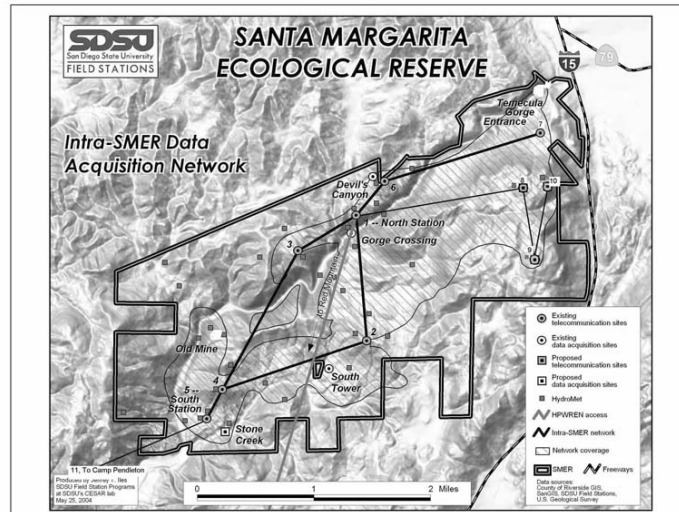 SDSU
San Diego State University
FIELD STATIONS
SANTA MARGARITA
ECOLOGICAL RESERVE
15
79
Intra-SMER Data
Acquisition Network
Temecula
Gorge
Entrance
7
Devil's
Canyon
6
8
10
1 -- North Station
Gorge Crossing
3
9
to Red Mountain
2
Old Mine
South
Tower
4
5 --
South
Station
Stone
Creek
11, To Camp Pendleton
Existing
telecommunication sites
Existing
data acquisition sites
Proposed
telecommunication sites
Proposed
data acquisition sites
HydroMet
HPWREN access
Intra-SMER network
Network coverage
SMER
Freeways
Produced by
SDSU Field Station Programs
at SDSU's CESAR lab
May 25, 2004
0 1 2 Miles
Data sources:
County of Riverside GIS,
SanGIS, SDSU Field Stations,
U.S. Geological Survey